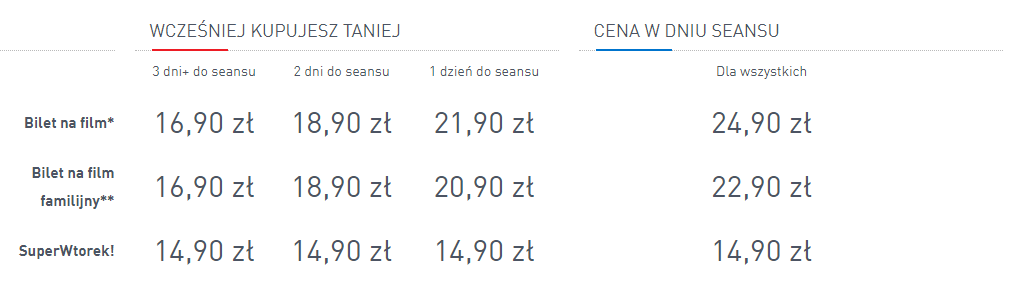 WCZEŚNIEJ KUPUJESZ TANIEJ CENA W DNIU SEANSU
3 dni+ do seansu 2 dni do seansu 1 dzień do seansu Dla wszystkich
Bilet na film* 16,90 zł 18,90 zł 21,90 zł 24,90 zł
Bilet na film
familijny** 16,90 zł 18,90 zł 20,90 zł 22,90 zł
SuperWtorek! 14,90 zł 14,90 zł 14,90 zł 14,90 zł